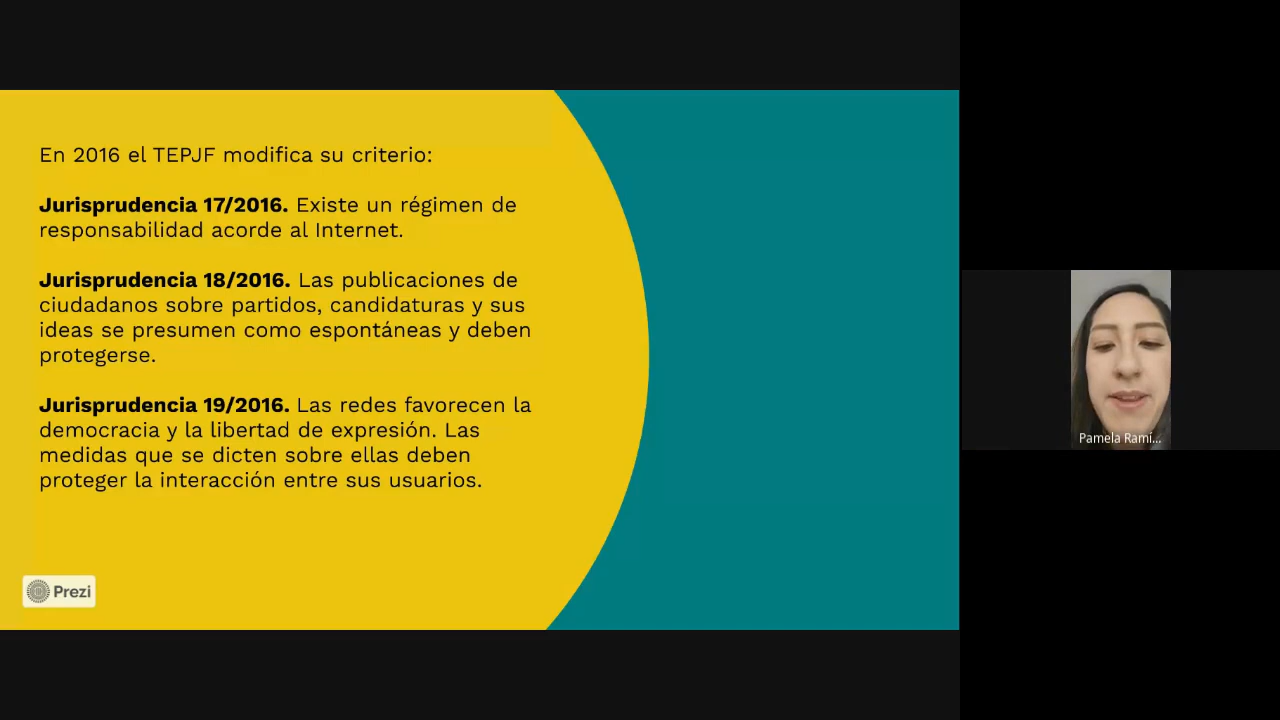 En 2016 el TEPJF modifica su criterio:
Jurisprudencia 17/2016. Existe un régimen de
responsabilidad acorde al Internet.
Jurisprudencia 18/2016. Las publicaciones de
ciudadanos sobre partidos, candidaturas y sus
ideas se presumen como espontáneas y deben
protegerse.
Jurisprudencia 19/2016. Las redes favorecen la
democracia y la libertad de expresión. Las
medidas que se dicten sobre ellas deben
proteger la interacción entre sus usuarios.
Prezi
Pamela Ramí...